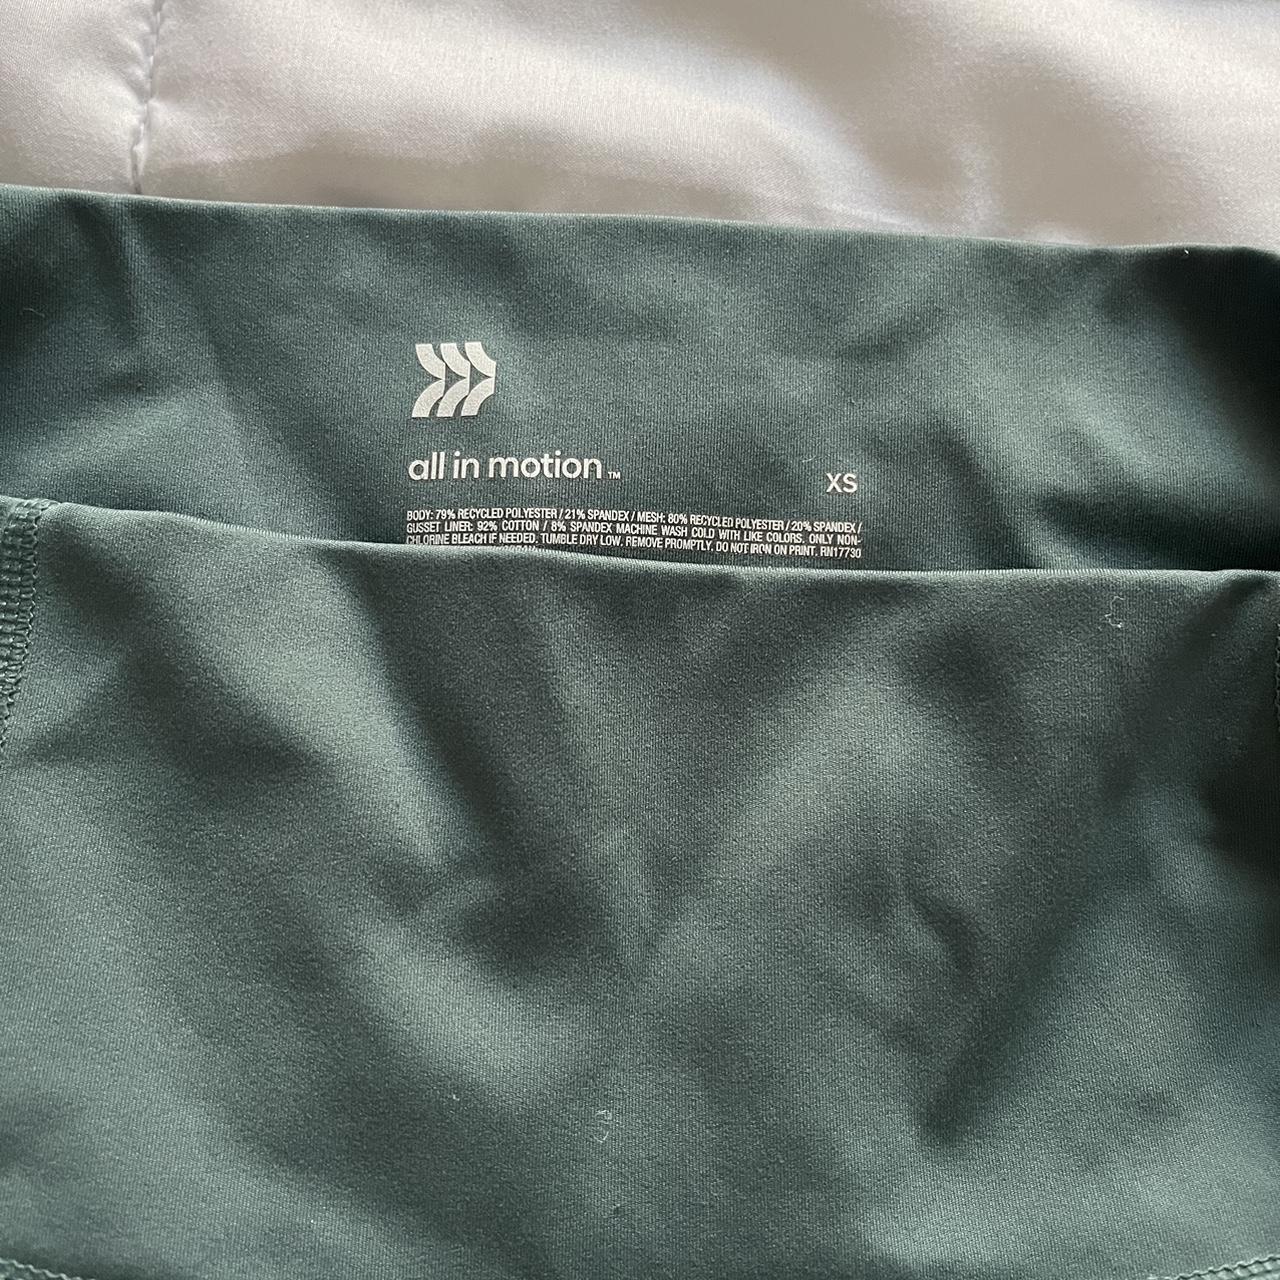 all in motion™
XS
BODY: 79% RECYCLED POLYESTER / 21% SPANDEX / MESH: 80% RECYCLED POLYESTER / 20% SPANDEX /
GUSSET LINER: 92% COTTON / 8% SPANDEX MACHINE WASH COLD WITH LIKE COLORS. ONLY NON-
CHLORINE BLEACH IF NEEDED. TUMBLE DRY LOW. REMOVE PROMPTLY. DO NOT IRON ON PRINT. RN17730